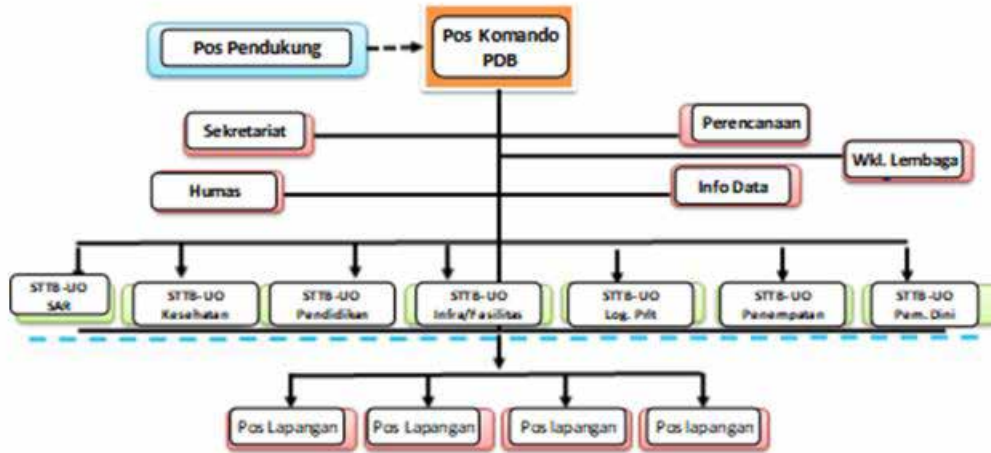 Pos Pendukung
Pos Komando
PDB
Sekretariat
Perencanaan
Wkl. Lembaga
Humas
Info Data
STTB-UO
SAR
STTB-UO
Kesehatan
STTB-UO
Pendidikan
STTB-UO
Infra/Fasilitas
STTB-UO
Log. Prlt
STTB-UO
Penempatan
STTB-UO
Pem. Dini
Pos Lapangan
Pos Lapangan
Pos lapangan
Pos lapangan